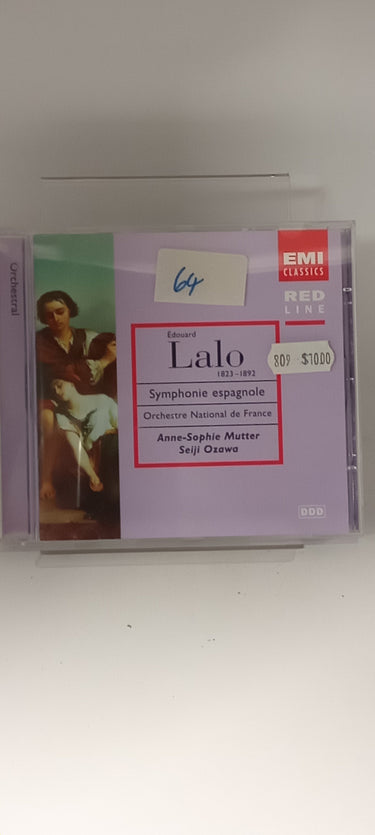 Orchestral
64
EMI
CLASSICS
RED
LINE
Édouard
Lalo
1823-1892
809 $10.00
Symphonie espagnole
Orchestre National de France
Anne-Sophie Mutter
Seiji Ozawa
DDD